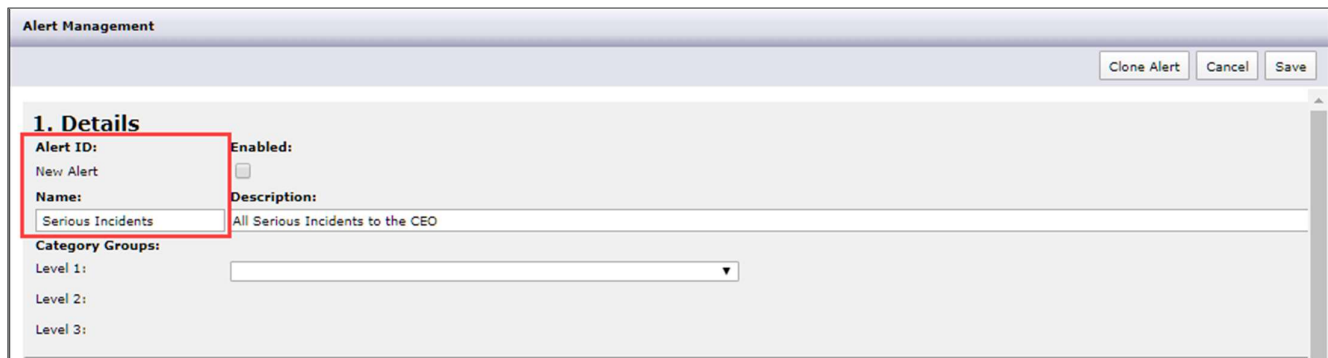 Alert Management
Clone Alert Cancel Save
1. Details
Alert ID: Enabled:
New Alert
Name: Description:
Serious Incidents All Serious Incidents to the CEO
Category Groups:
Level 1:
Level 2:
Level 3: